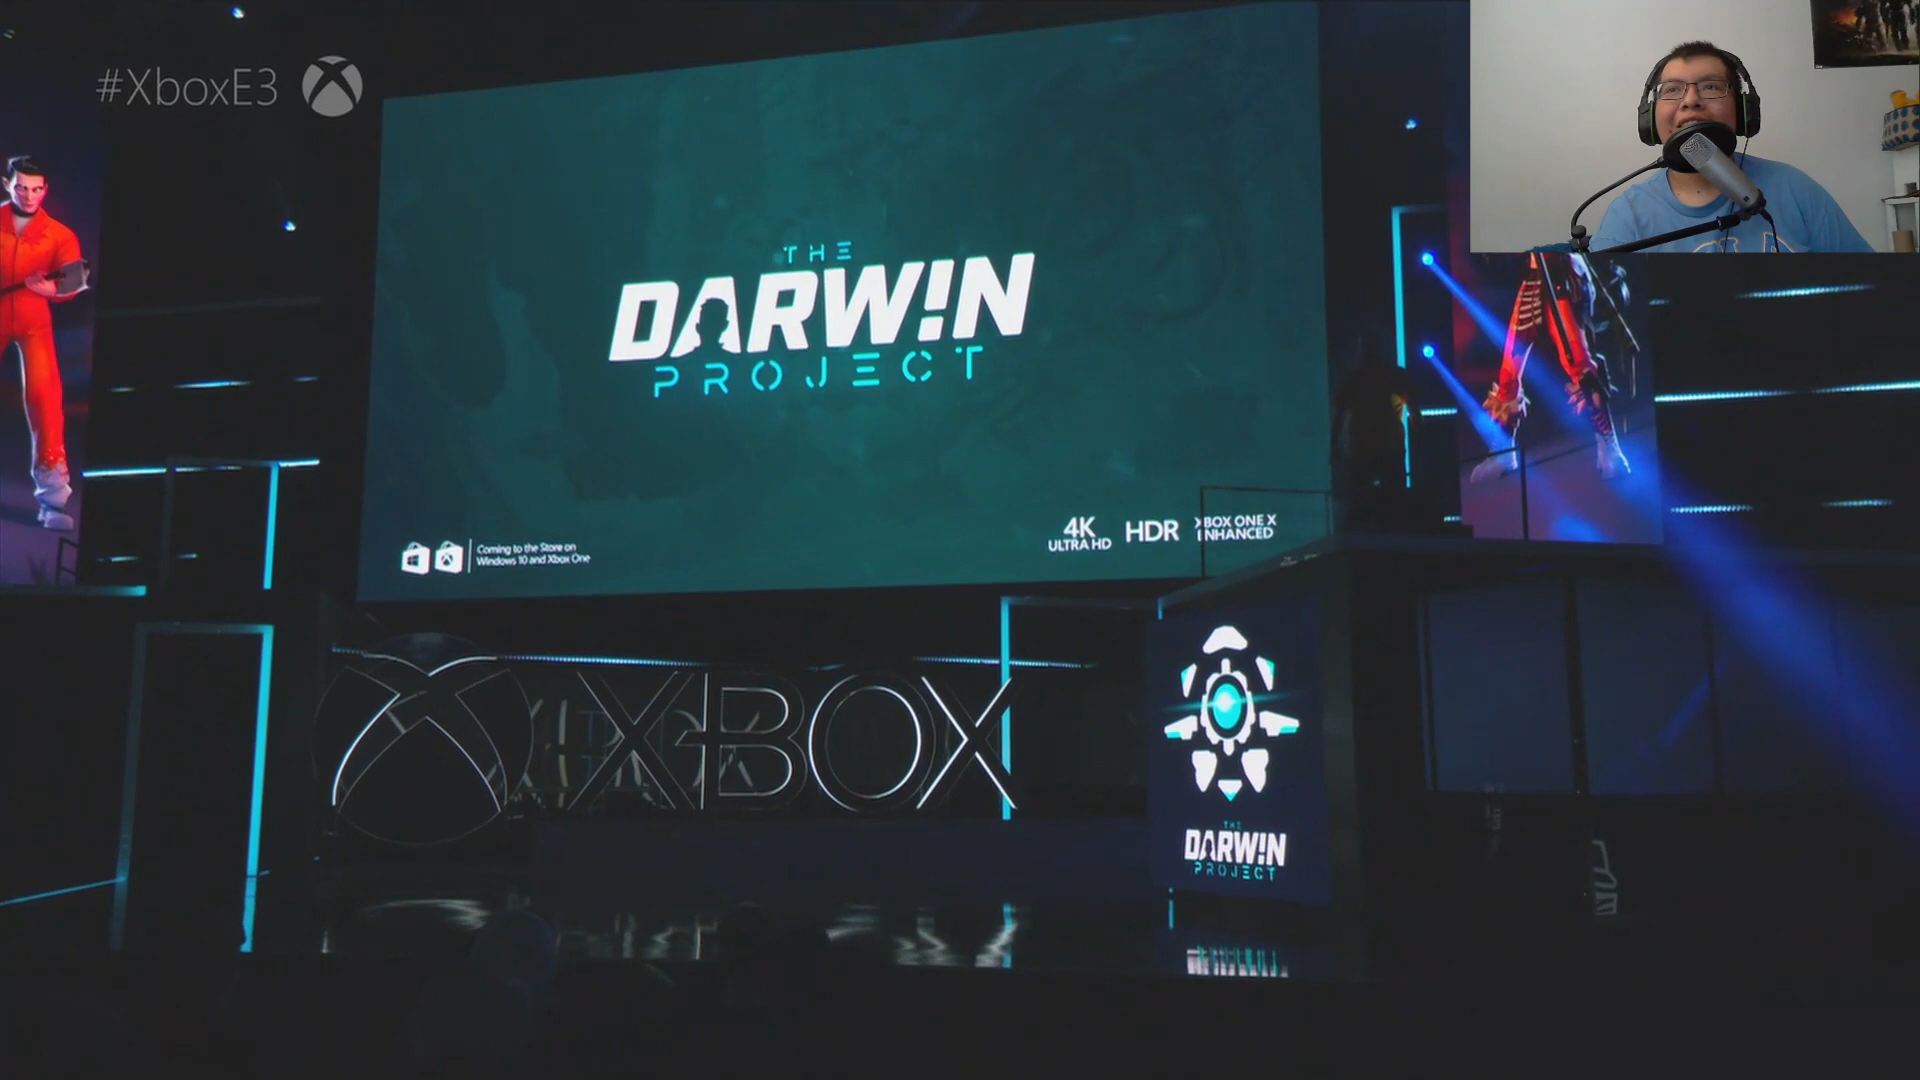 #XboxE3
THE
DARW!N
PROJECT
Coming to the Store on
Windows 10 and Xbox One
4K
ULTRA HD
HDR
XBOX ONE X
ENHANCED
XBOX
THE
DARW!N
PROJECT